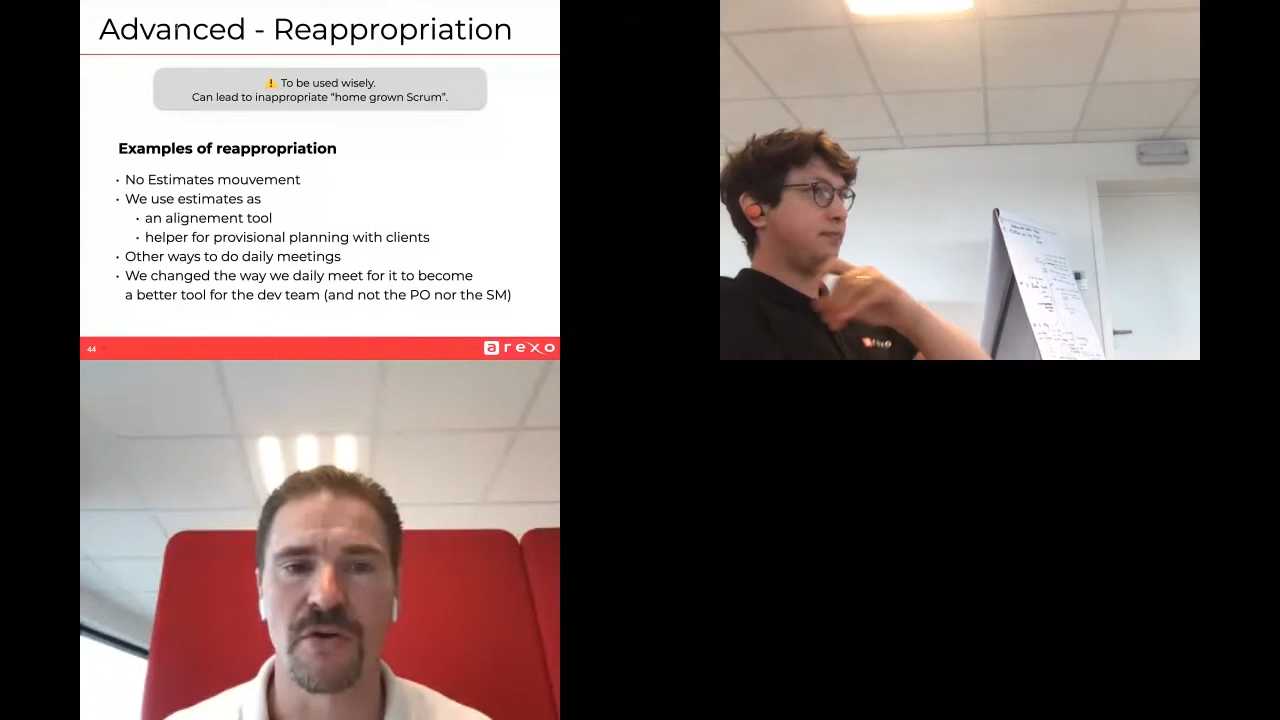 Advanced - Reappropriation
⚠️ To be used wisely.
Can lead to inappropriate “home grown Scrum”.
Examples of reappropriation
• No Estimates mouvement
• We use estimates as
• an alignement tool
• helper for provisional planning with clients
• Other ways to do daily meetings
• We changed the way we daily meet for it to become
a better tool for the dev team (and not the PO nor the SM)
44
arexo